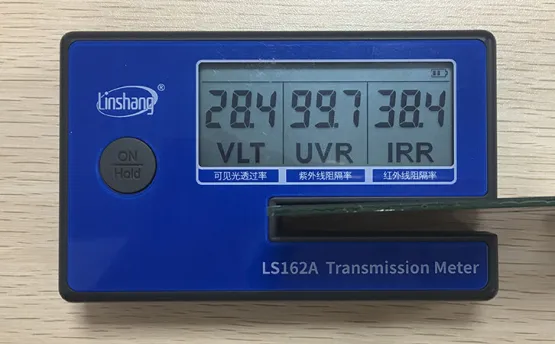 Linshang®
28.4 99.7 38.4
VLT UVR IRR
可见光透过率 紫外线阻隔率 红外线阻隔率
ON
Hold
LS162A Transmission Meter